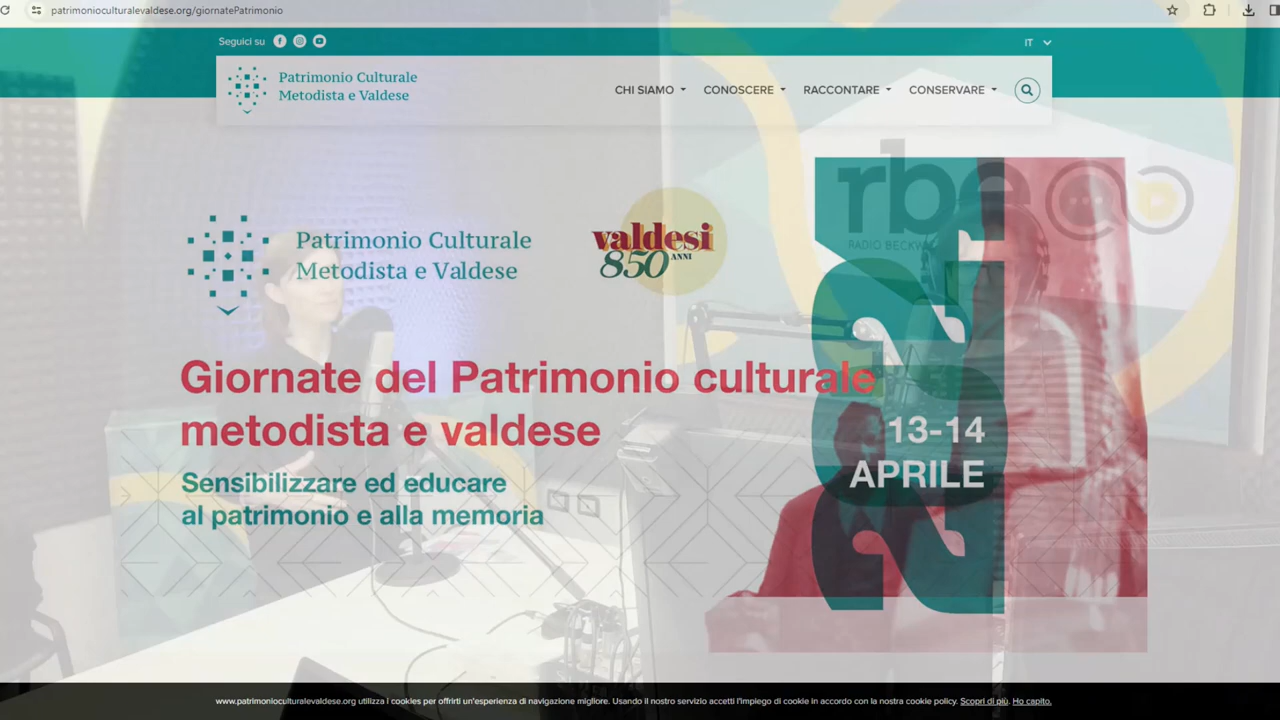 patrimonioculturalevaldese.org/giornatePatrimonio
Seguici su
IT
Patrimonio Culturale
Metodista e Valdese
CHI SIAMO
CONOSCERE
RACCONTARE
CONSERVARE
rbe
RADIO BECKW
Patrimonio Culturale
Metodista e Valdese
valdesi
850 ANNI
Giornate del Patrimonio culturale
metodista e valdese
Sensibilizzare ed educare
al patrimonio e alla memoria
13-14
APRILE
www.patrimonioculturalevaldese.org utilizza i cookies per offrirti un'esperienza di navigazione migliore. Usando il nostro servizio accetti l'impiego di cookie in accordo con la nostra cookie policy. Scopri di più. Ho capito.